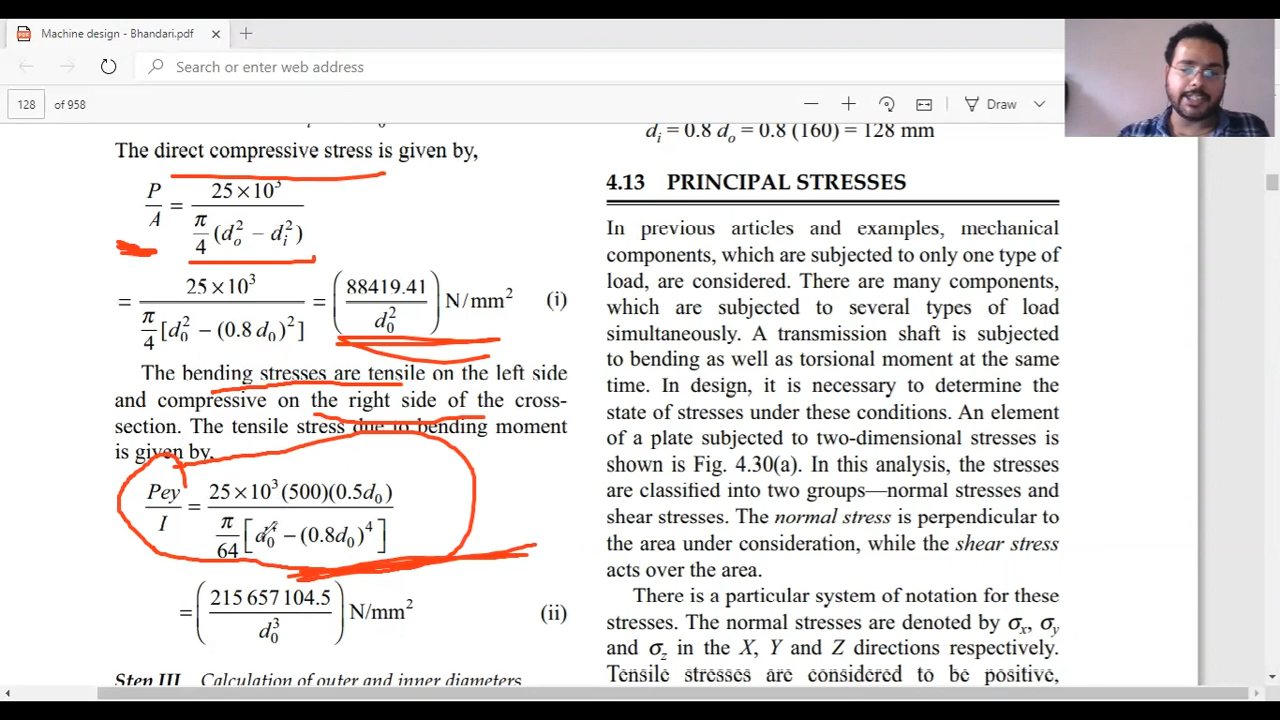 Machine design - Bhandari.pdf
Search or enter web address
128 of 958
Draw
The direct compressive stress is given by,
P/A = 25×10³ / (π/4 (d_o² − d_i²))
= 25×10³ / (π/4 [d_0² − (0.8 d_0)²]) = (88419.41 / d_0²) N/mm² (i)
The bending stresses are tensile on the left side
and compressive on the right side of the cross-
section. The tensile stress due to bending moment
is given by,
Pey/I = 25×10³ (500)(0.5d_0) / (π/64 [d_0⁴ − (0.8d_0)⁴])
= (215 657 104.5 / d_0³) N/mm² (ii)
Step III Calculation of outer and inner diameters
d_i = 0.8 d_o = 0.8 (160) = 128 mm
4.13 PRINCIPAL STRESSES
In previous articles and examples, mechanical
components, which are subjected to only one type of
load, are considered. There are many components,
which are subjected to several types of load
simultaneously. A transmission shaft is subjected
to bending as well as torsional moment at the same
time. In design, it is necessary to determine the
state of stresses under these conditions. An element
of a plate subjected to two-dimensional stresses is
shown is Fig. 4.30(a). In this analysis, the stresses
are classified into two groups—normal stresses and
shear stresses. The normal stress is perpendicular to
the area under consideration, while the shear stress
acts over the area.
There is a particular system of notation for these
stresses. The normal stresses are denoted by σ_x, σ_y
and σ_z in the X, Y and Z directions respectively.
Tensile stresses are considered to be positive,